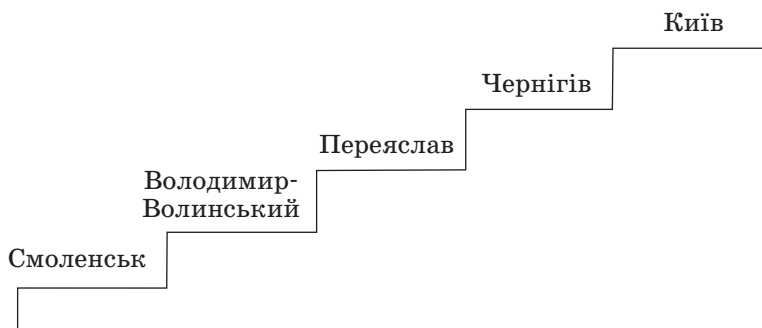 Київ
Чернігів
Переяслав
Володимир-
Волинський
Смоленськ